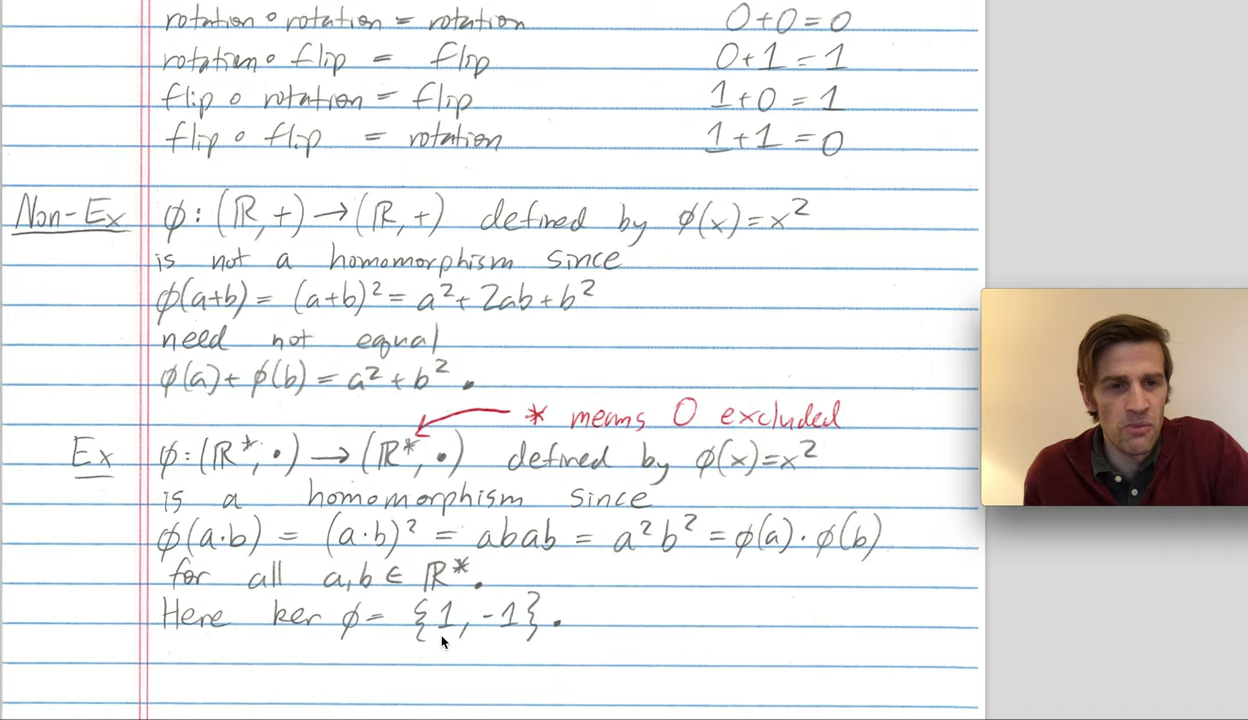 rotation ∘ rotation = rotation 0+0=0
rotation ∘ flip = flip 0+1=1
flip ∘ rotation = flip 1+0=1
flip ∘ flip = rotation 1+1=0
Non-Ex ϕ: (ℝ, +) → (ℝ, +) defined by ϕ(x)=x²
is not a homomorphism since
ϕ(a+b) = (a+b)² = a² + 2ab + b²
need not equal
ϕ(a) + ϕ(b) = a² + b².
* means 0 excluded
Ex ϕ: (ℝ*, •) → (ℝ*, •) defined by ϕ(x)=x²
is a homomorphism since
ϕ(a·b) = (a·b)² = abab = a²b² = ϕ(a)·ϕ(b)
for all a,b ∈ ℝ*.
Here ker ϕ = {1, -1}.